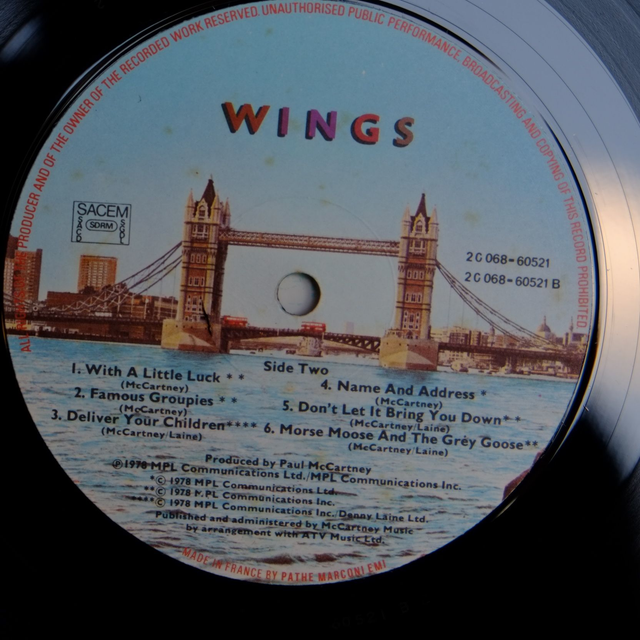 PRODUCER AND OF THE OWNER OF THE RECORDED WORK RESERVED. UNAUTHORISED PUBLIC PERFORMANCE BROADCASTING AND COPYING OF THIS RECORD PROHIBITED
WINGS
SACEM
SDRM
2C 068-60521
2C 068-60521 B
Side Two
1. With A Little Luck * *
(McCartney)
2. Famous Groupies * *
(McCartney)
3. Deliver Your Children * * * *
(McCartney/Laine)
4. Name And Address *
(McCartney)
5. Don't Let It Bring You Down * *
(McCartney/Laine)
6. Morse Moose And The Grey Goose * *
(McCartney/Laine)
Produced by Paul McCartney
℗ 1978 MPL Communications Ltd./MPL Communications Inc.
* © 1978 MPL Communications Ltd.
© 1978 MPL Communications Inc.
© 1978 MPL Communications Inc./Denny Laine Ltd.
Published and administered by McCartney Music
by arrangement with ATV Music Ltd.
MADE IN FRANCE BY PATHE MARCONI EMI